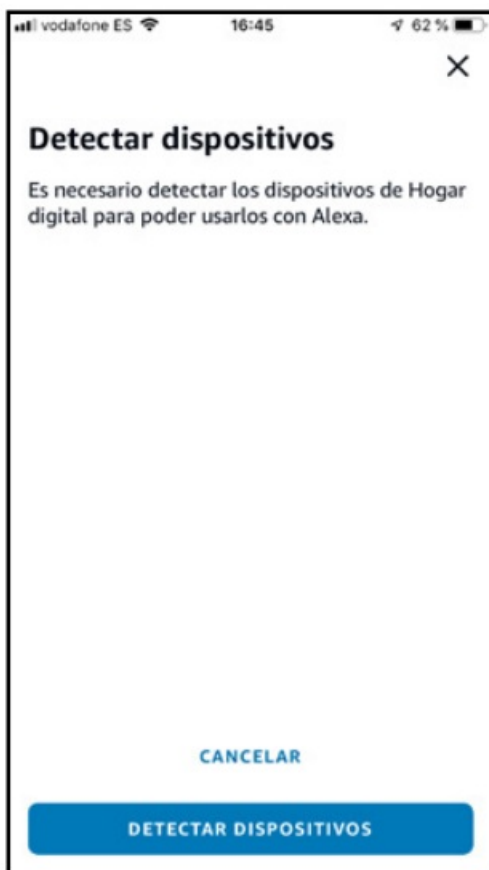 vodafone ES 16:45 62 %
Detectar dispositivos
Es necesario detectar los dispositivos de Hogar
digital para poder usarlos con Alexa.
CANCELAR
DETECTAR DISPOSITIVOS